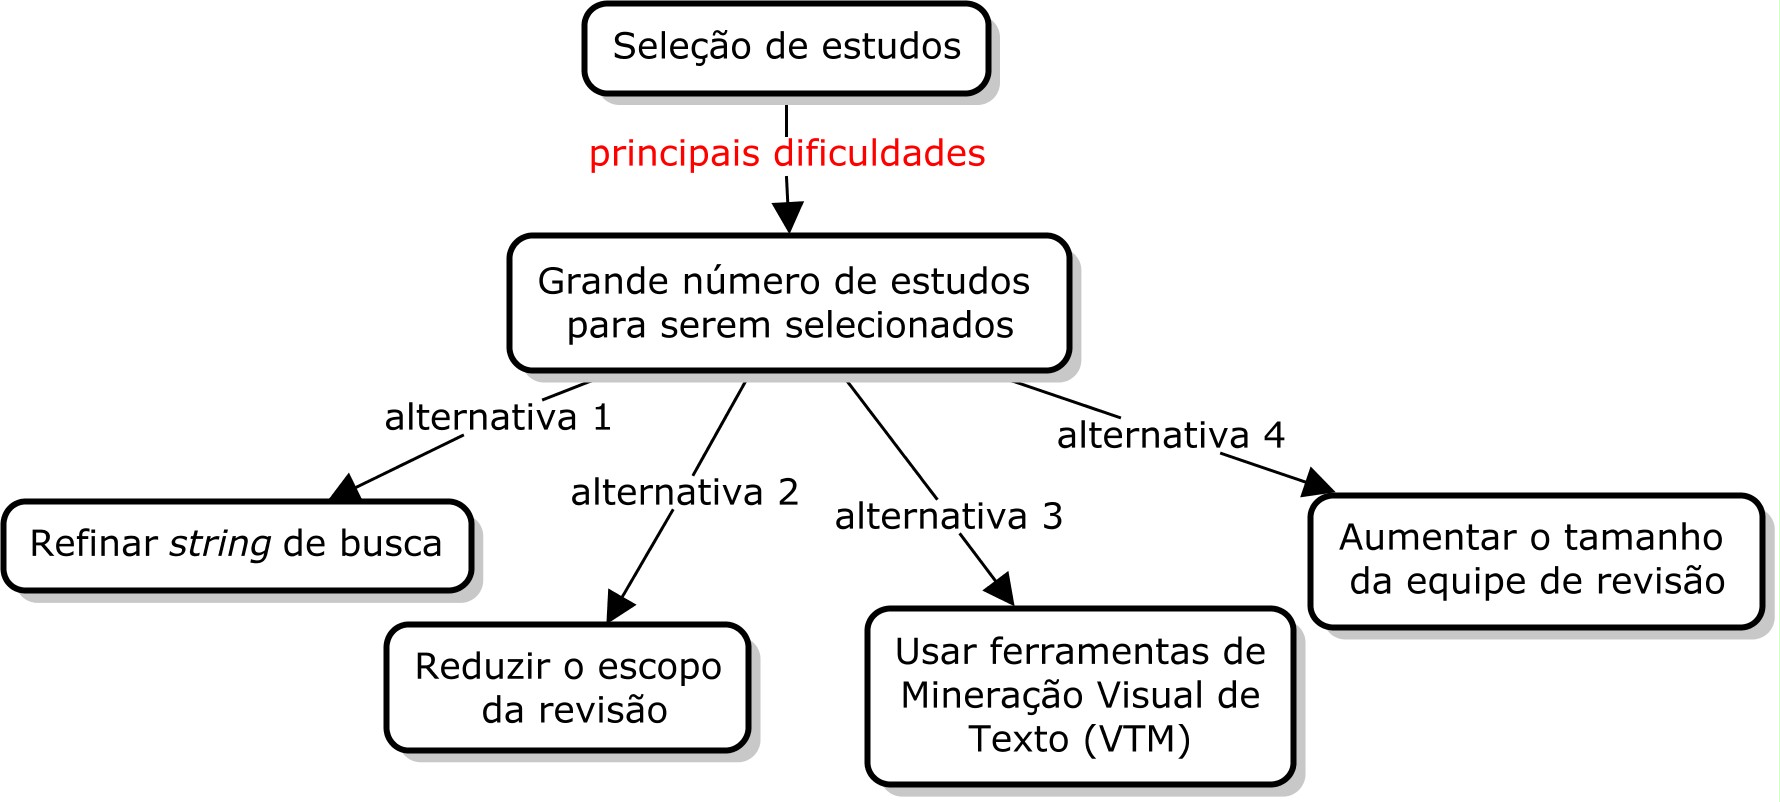 Seleção de estudos
principais dificuldades
Grande número de estudos
para serem selecionados
alternativa 1
alternativa 2
alternativa 3
alternativa 4
Refinar string de busca
Reduzir o escopo
da revisão
Usar ferramentas de
Mineração Visual de
Texto (VTM)
Aumentar o tamanho
da equipe de revisão